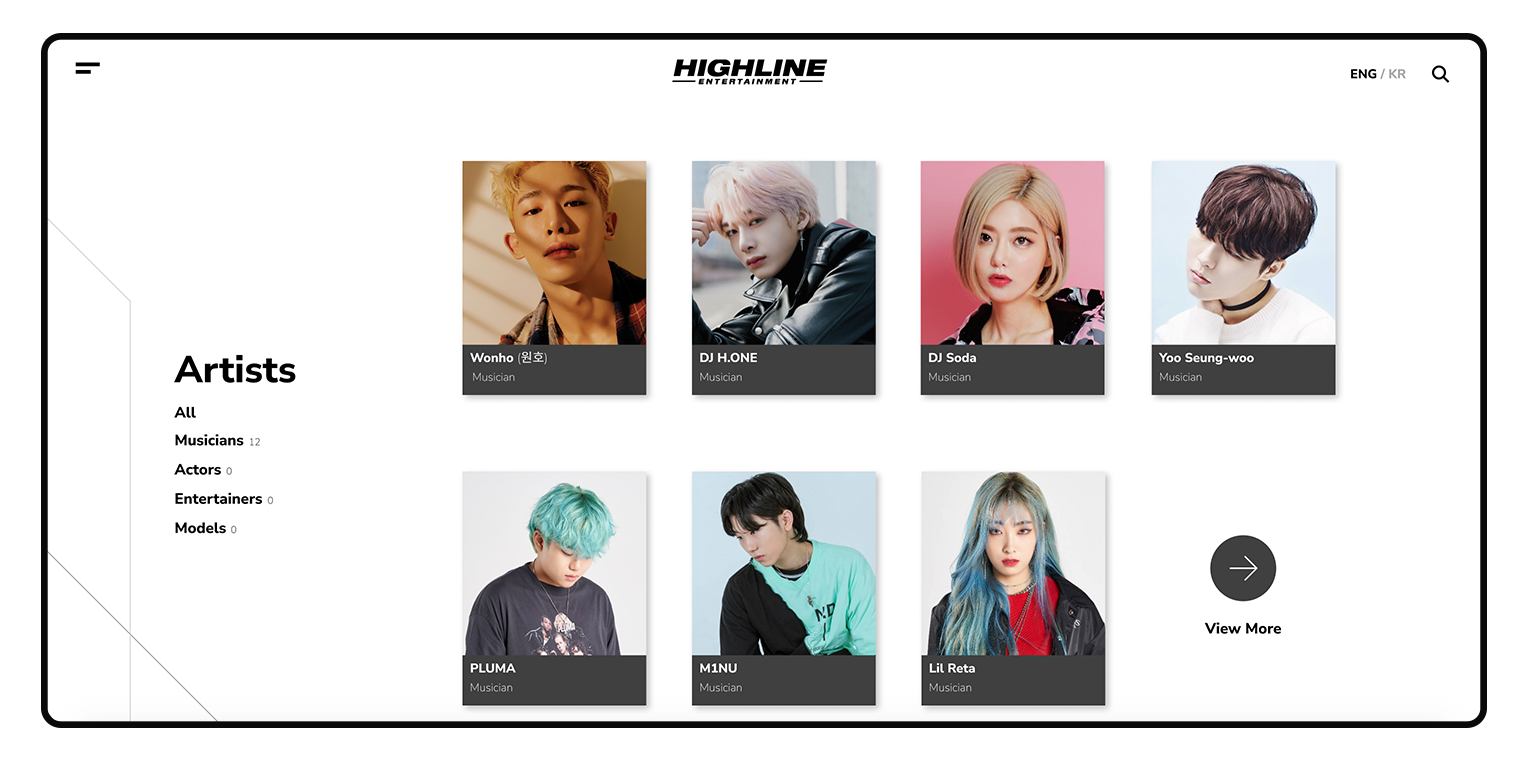 HIGHLINE
ENTERTAINMENT
ENG / KR
Artists
All
Musicians 12
Actors 0
Entertainers 0
Models 0
Wonho (원호)
Musician
DJ H.ONE
Musician
DJ Soda
Musician
Yoo Seung-woo
Musician
PLUMA
Musician
M1NU
Musician
Lil Reta
Musician
View More